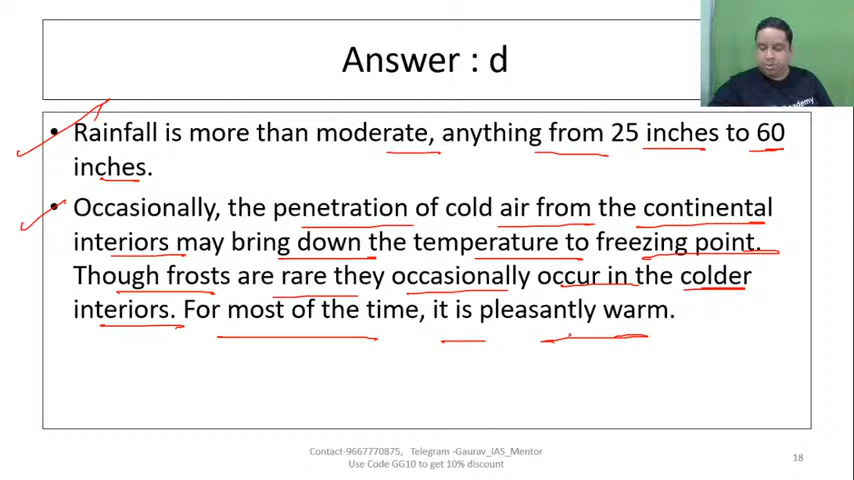 Answer : d
• Rainfall is more than moderate, anything from 25 inches to 60
inches.
• Occasionally, the penetration of cold air from the continental
interiors may bring down the temperature to freezing point.
Though frosts are rare they occasionally occur in the colder
interiors. For most of the time, it is pleasantly warm.
Contact-9667770875, Telegram -Gaurav_IAS_Mentor
Use Code GG10 to get 10% discount
18